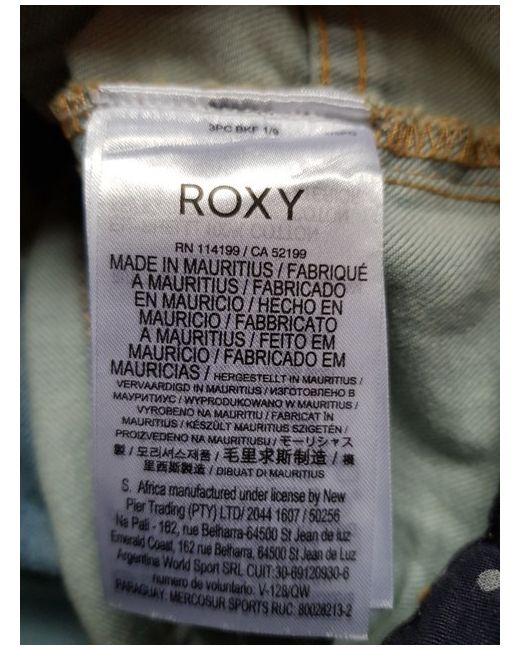 3PC BKF 1/9
ROXY
RN 114199 / CA 52199
MADE IN MAURITIUS / FABRIQUÉ
A MAURITIUS / FABRICADO
EN MAURICIO / HECHO EN
MAURICIO / FABBRICATO
A MAURITIUS / FEITO EM
MAURÍCIO / FABRICADO EM
MAURICIAS / HERGESTELLT IN MAURITIUS /
VERVAARDIGD IN MAURITIUS / ИЗГОТОВЛЕНО В
МАУРИТИУС / WYPRODUKOWANO W MAURITIUS /
VYROBENO NA MAURITIU / FABRICAT ÎN
MAURITIUS / KÉSZÜLT MAURITIUS SZIGETÉN /
PROIZVEDENO NA MAURITIUSU / モーリシャス
製 / 모리셔스제품 / 毛里求斯制造 / 模
里西斯製造 / DIBUAT DI MAURITIUS
S. Africa manufactured under license by New
Pier Trading (PTY) LTD/ 2044 1607 / 50256
Na Pali - 162, rue Belharra-64500 St Jean de luz
Emerald Coast, 162 rue Belharra, 64500 St Jean de Luz
Argentina World Sport SRL CUIT:30-69120930-6
numero de voluntario. V-128/QW
PARAGUAY. MERCOSUR SPORTS RUC: 80028213-2